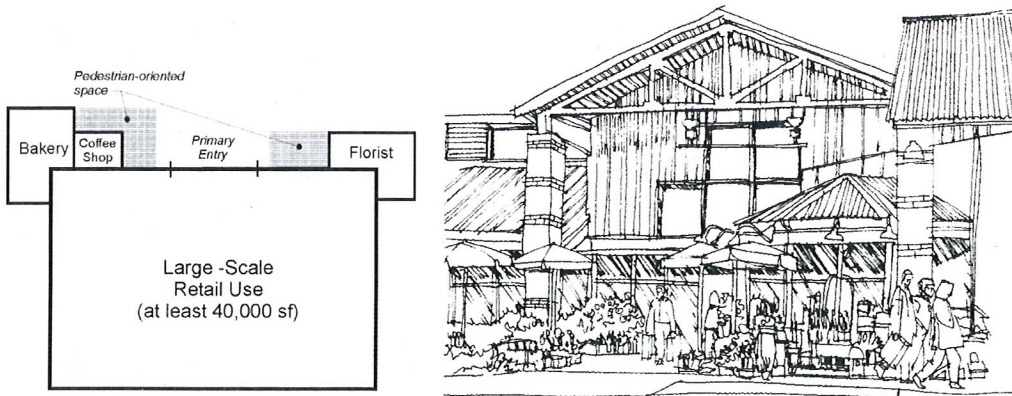 Pedestrian-oriented
space
Bakery
Coffee
Shop
Primary
Entry
Florist
Large -Scale
Retail Use
(at least 40,000 sf)